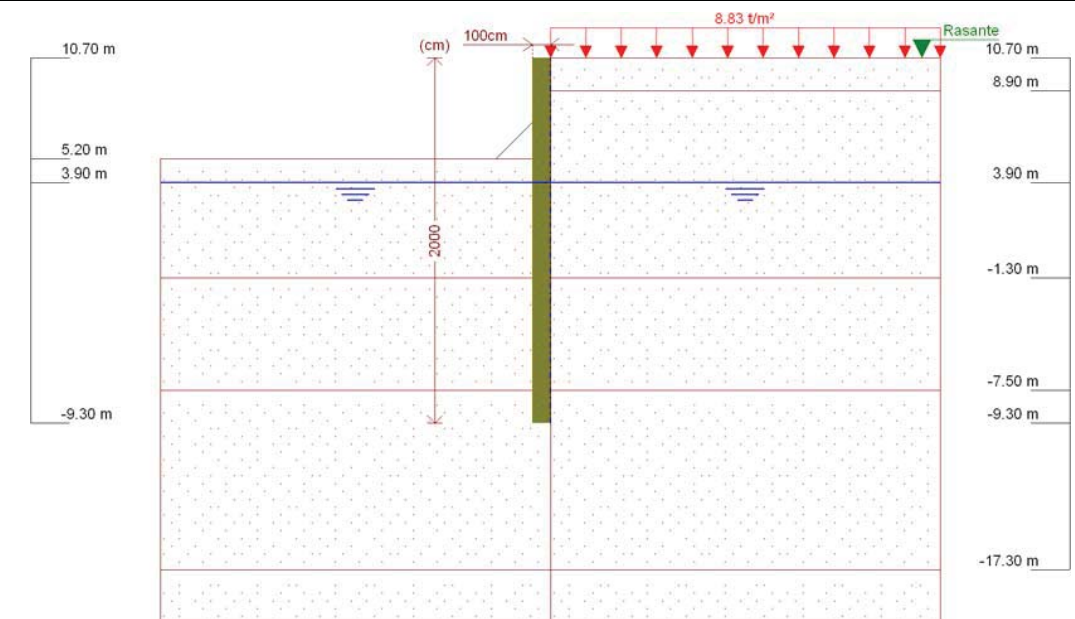 8.83 t/m²
Rasante
100cm
(cm)
10.70 m
10.70 m
8.90 m
5.20 m
3.90 m
3.90 m
2000
-1.30 m
-7.50 m
-9.30 m
-9.30 m
-17.30 m